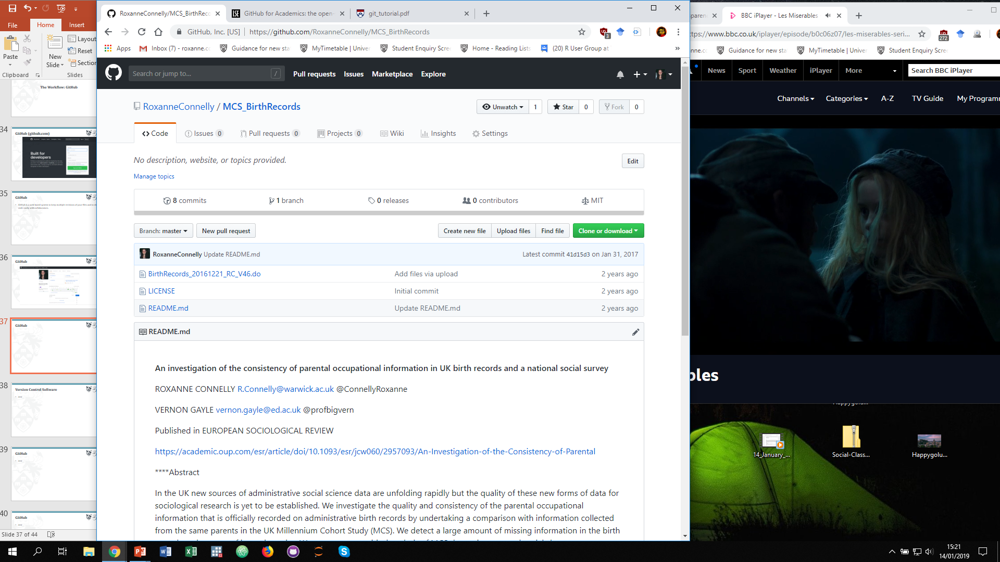 File
Home
Insert
Paste
New
Slide
Layout
Reset
Section
Clipboard
Slides
The Workflow: GitHub
34
GitHub (github.com)
Built for
developers
35
GitHub
36
GitHub
37
GitHub
38
Version Control Software
39
GitHub
40
GitHub
Slide 37 of 44
RoxanneConnelly/MCS_BirthReco
GitHub for Academics: the open-
git_tutorial.pdf
GitHub, Inc. [US]
https://github.com/RoxanneConnelly/MCS_BirthRecords
3
Apps
Inbox (7) - roxanne.cc
Guidance for new sta
MyTimetable | Univer
Student Enquiry Scree
Home - Reading Lists
(20) R User Group at
»
Search or jump to...
/
Pull requests
Issues
Marketplace
Explore
RoxanneConnelly / MCS_BirthRecords
Unwatch
1
Star
0
Fork
0
Code
Issues 0
Pull requests 0
Projects 0
Wiki
Insights
Settings
No description, website, or topics provided.
Edit
Manage topics
8 commits
1 branch
0 releases
0 contributors
MIT
Branch: master
New pull request
Create new file
Upload files
Find file
Clone or download
RoxanneConnelly Update README.md
Latest commit 41d15d3 on Jan 31, 2017
BirthRecords_20161221_RC_V46.do
Add files via upload
2 years ago
LICENSE
Initial commit
2 years ago
README.md
Update README.md
2 years ago
README.md
An investigation of the consistency of parental occupational information in UK birth records and a national social survey
ROXANNE CONNELLY R.Connelly@warwick.ac.uk @ConnellyRoxanne
VERNON GAYLE vernon.gayle@ed.ac.uk @profbigvern
Published in EUROPEAN SOCIOLOGICAL REVIEW
https://academic.oup.com/esr/article/doi/10.1093/esr/jcw060/2957093/An-Investigation-of-the-Consistency-of-Parental
****Abstract
In the UK new sources of administrative social science data are unfolding rapidly but the quality of these new forms of data for
sociological research is yet to be established. We investigate the quality and consistency of the parental occupational
information that is officially recorded on administrative birth records by undertaking a comparison with information collected
from the same parents in the UK Millennium Cohort Study (MCS). We detect a large amount of missing information in the birth
BBC iPlayer - Les Miserables
ttps://www.bbc.co.uk/iplayer/episode/b0c06z07/les-miserables-seri...
272
nne.cc
Guidance for new sta
MyTimetable | Univer
Student Enquiry Scree
News
Sport
Weather
iPlayer
More
Search BBC iPlayer
Channels
Categories
A-Z
TV Guide
My Programm
bles
Happygolu...
14_January_...
Social-Class...
Happygolu...
15:21
14/01/2019